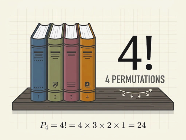 4!
4 PERMUTATIONS
P₄ = 4! = 4 × 3 × 2 × 1 = 24